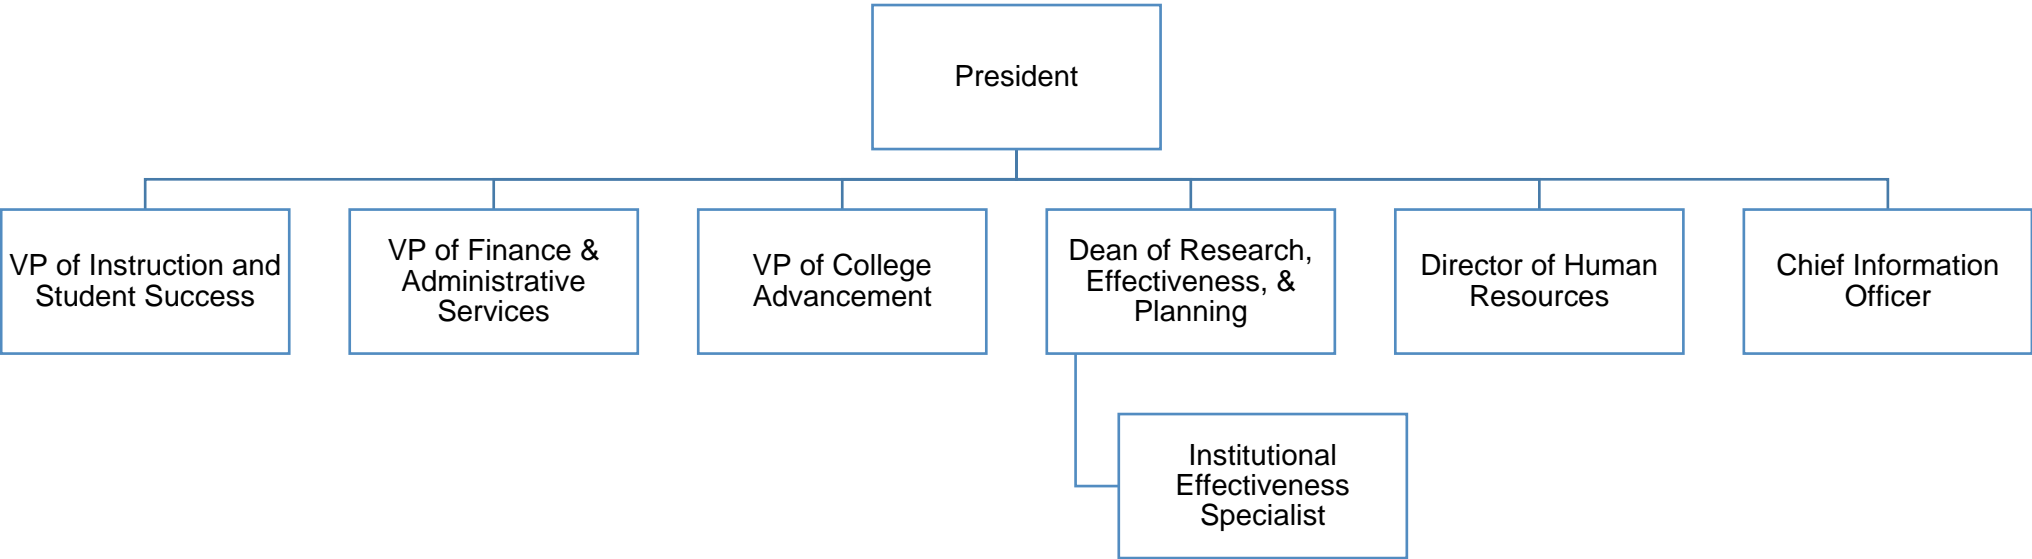 President
VP of Instruction and
Student Success
VP of Finance &
Administrative
Services
VP of College
Advancement
Dean of Research,
Effectiveness, &
Planning
Director of Human
Resources
Chief Information
Officer
Institutional
Effectiveness
Specialist